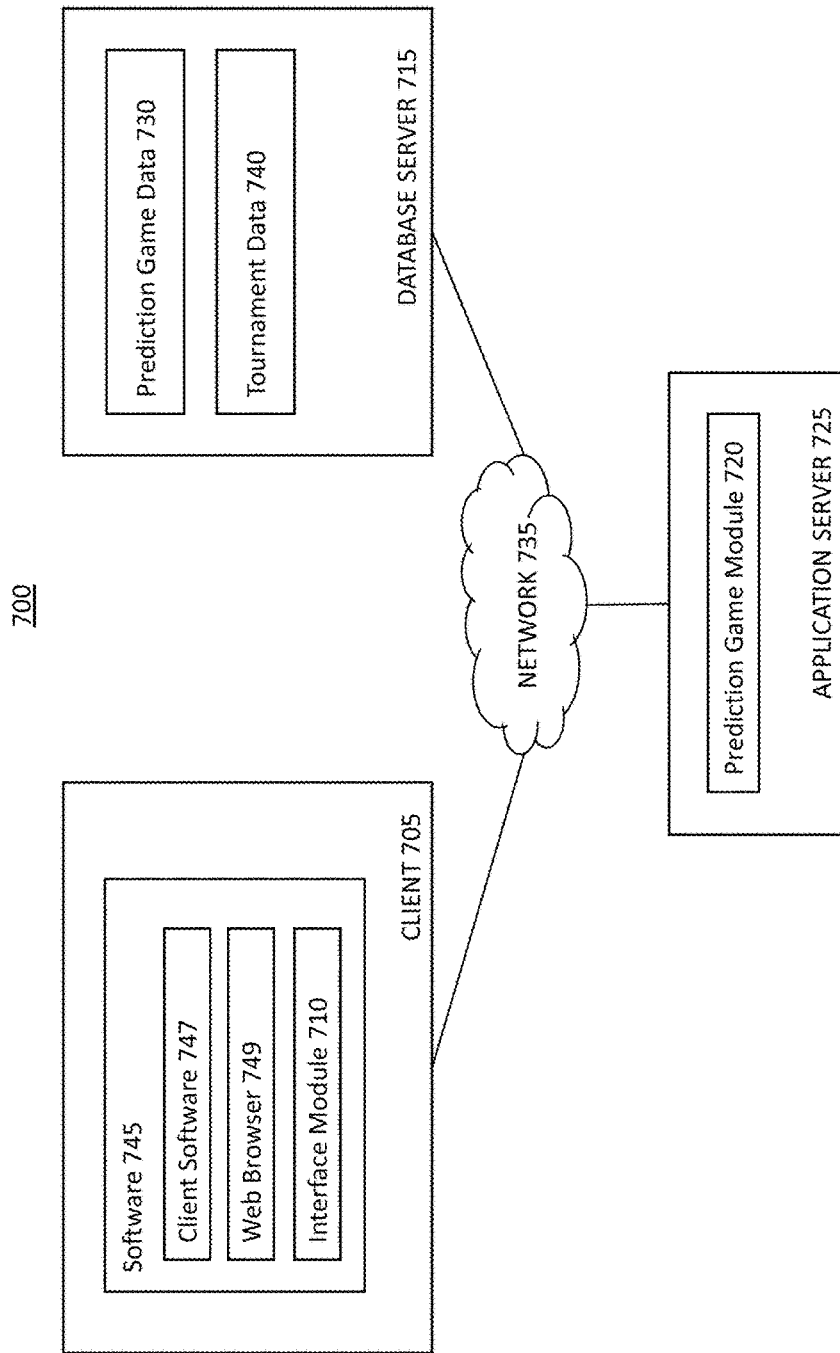 700
Software 745
Client Software 747
Web Browser 749
Interface Module 710
CLIENT 705
Prediction Game Data 730
Tournament Data 740
DATABASE SERVER 715
NETWORK 735
Prediction Game Module 720
APPLICATION SERVER 725